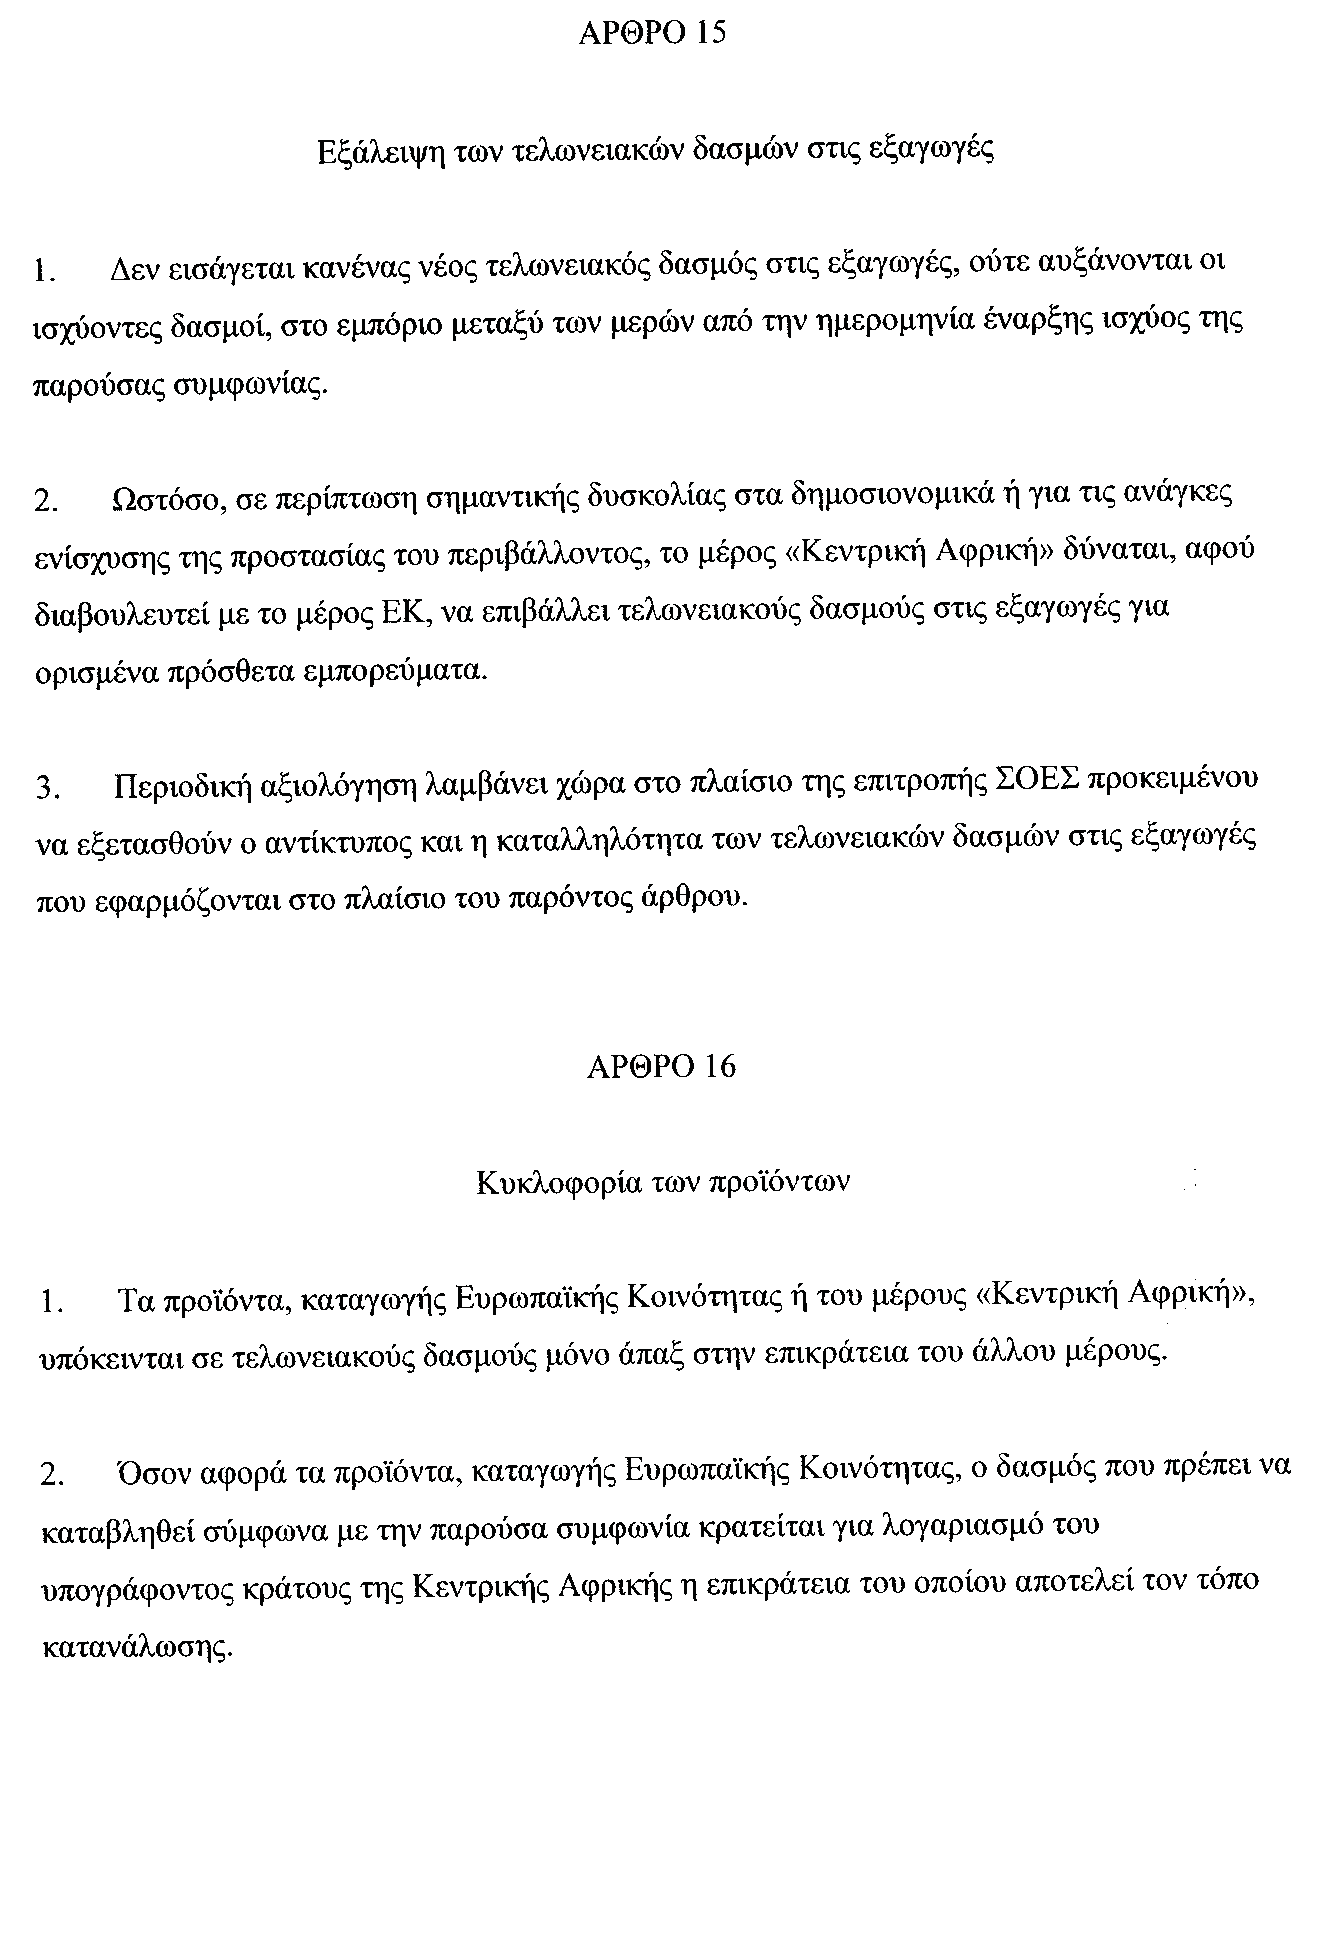 ΑΡΘΡΟ 15
Εξάλειψη των τελωνειακών δασμών στις εξαγωγές
1. Δεν εισάγεται κανένας νέος τελωνειακός δασμός στις εξαγωγές, ούτε αυξάνονται οι
ισχύοντες δασμοί, στο εμπόριο μεταξύ των μερών από την ημερομηνία έναρξης ισχύος της
παρούσας συμφωνίας.
2. Ωστόσο, σε περίπτωση σημαντικής δυσκολίας στα δημοσιονομικά ή για τις ανάγκες
ενίσχυσης της προστασίας του περιβάλλοντος, το μέρος «Κεντρική Αφρική» δύναται, αφού
διαβουλευτεί με το μέρος ΕΚ, να επιβάλλει τελωνειακούς δασμούς στις εξαγωγές για
ορισμένα πρόσθετα εμπορεύματα.
3. Περιοδική αξιολόγηση λαμβάνει χώρα στο πλαίσιο της επιτροπής ΣΟΕΣ προκειμένου
να εξετασθούν ο αντίκτυπος και η καταλληλότητα των τελωνειακών δασμών στις εξαγωγές
που εφαρμόζονται στο πλαίσιο του παρόντος άρθρου.
ΑΡΘΡΟ 16
Κυκλοφορία των προϊόντων
1. Τα προϊόντα, καταγωγής Ευρωπαϊκής Κοινότητας ή του μέρους «Κεντρική Αφρική»,
υπόκεινται σε τελωνειακούς δασμούς μόνο άπαξ στην επικράτεια του άλλου μέρους.
2. Όσον αφορά τα προϊόντα, καταγωγής Ευρωπαϊκής Κοινότητας, ο δασμός που πρέπει να
καταβληθεί σύμφωνα με την παρούσα συμφωνία κρατείται για λογαριασμό του
υπογράφοντος κράτους της Κεντρικής Αφρικής η επικράτεια του οποίου αποτελεί τον τόπο
κατανάλωσης.